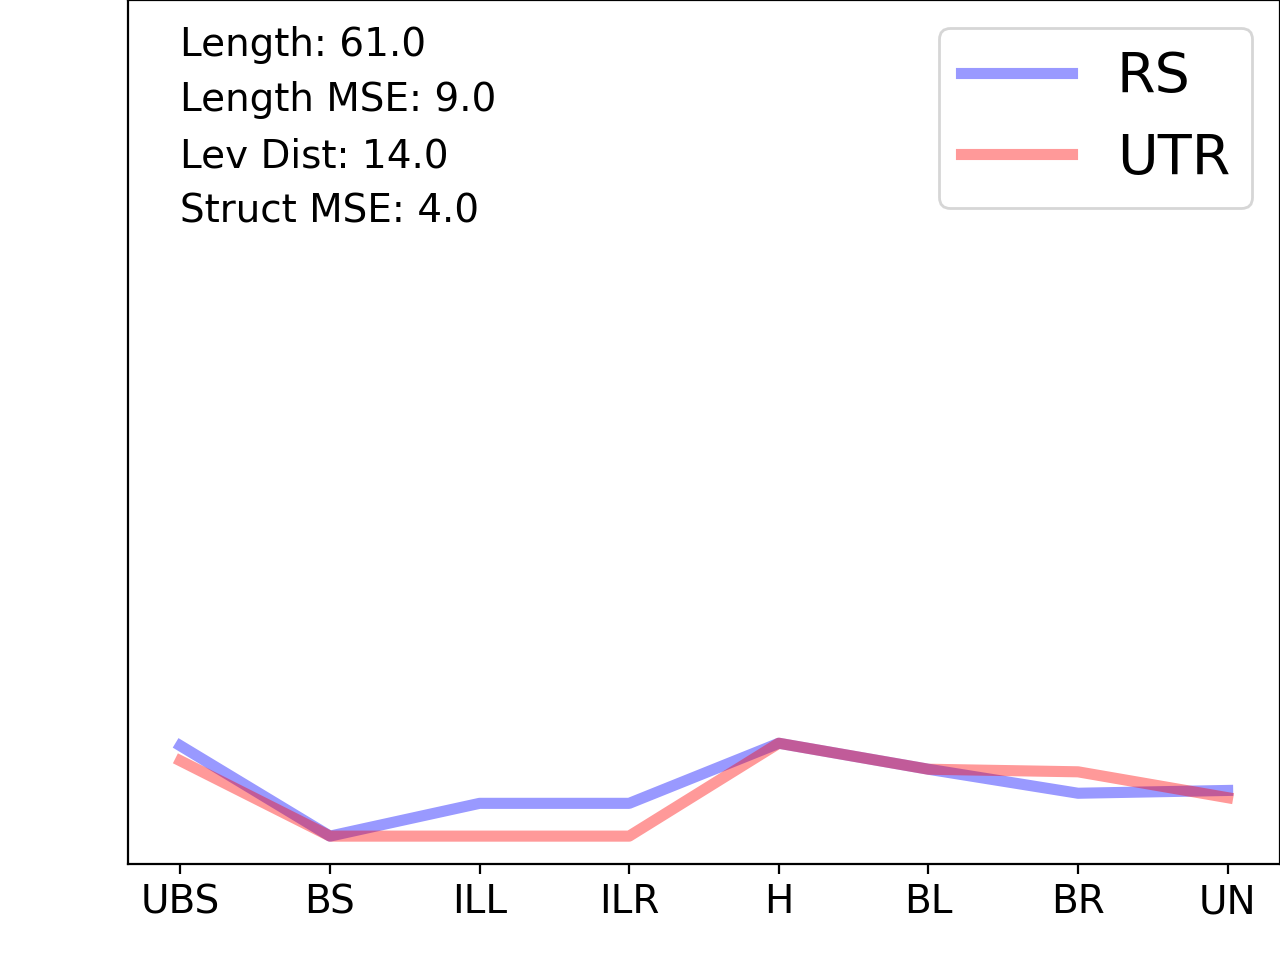 Length: 61.0
Length MSE: 9.0
Lev Dist: 14.0
Struct MSE: 4.0
RS
UTR
UBS BS ILL ILR H BL BR UN